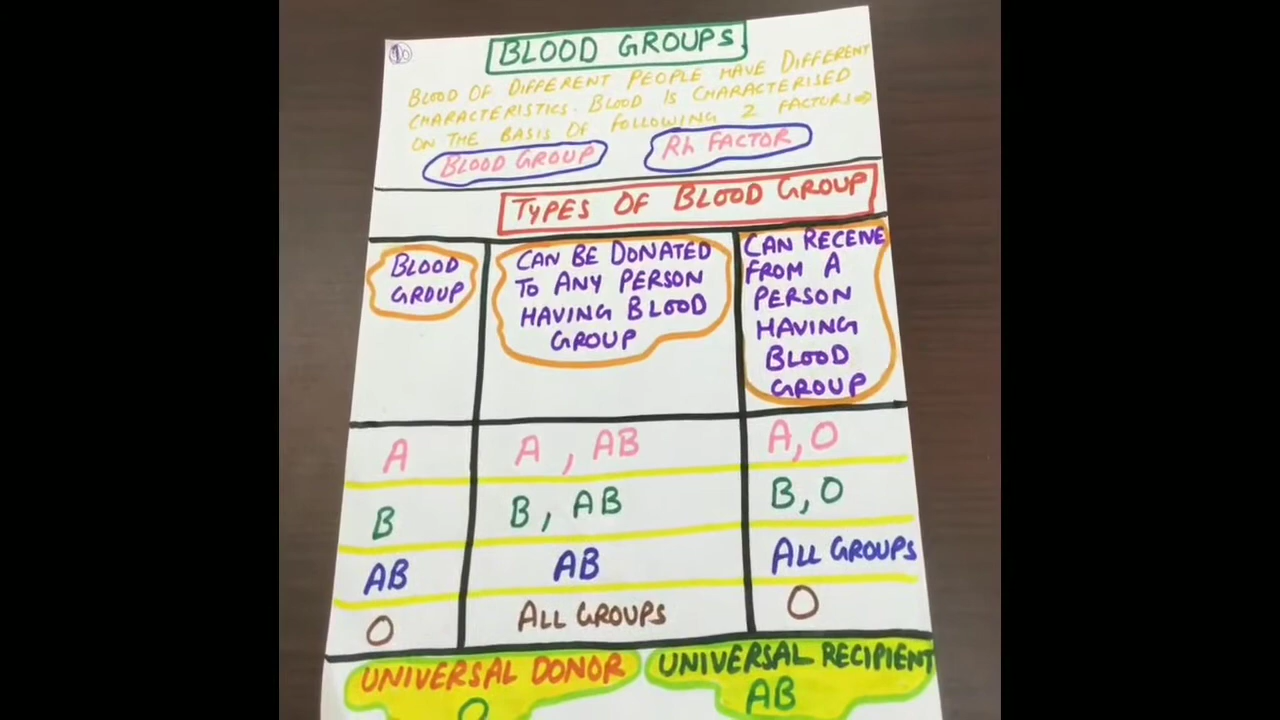 10
BLOOD GROUPS
BLOOD OF DIFFERENT PEOPLE HAVE DIFFERENT
CHARACTERISTICS. BLOOD IS CHARACTERISED
ON THE BASIS OF FOLLOWING 2 FACTORS ⇒
BLOOD GROUP Rh FACTOR
TYPES OF BLOOD GROUP
BLOOD
GROUP
CAN BE DONATED
TO ANY PERSON
HAVING BLOOD
GROUP
CAN RECEIVE
FROM A
PERSON
HAVING
BLOOD
GROUP
A A, AB A, O
B B, AB B, O
AB AB ALL GROUPS
O ALL GROUPS O
UNIVERSAL DONOR UNIVERSAL RECIPIENT
O AB